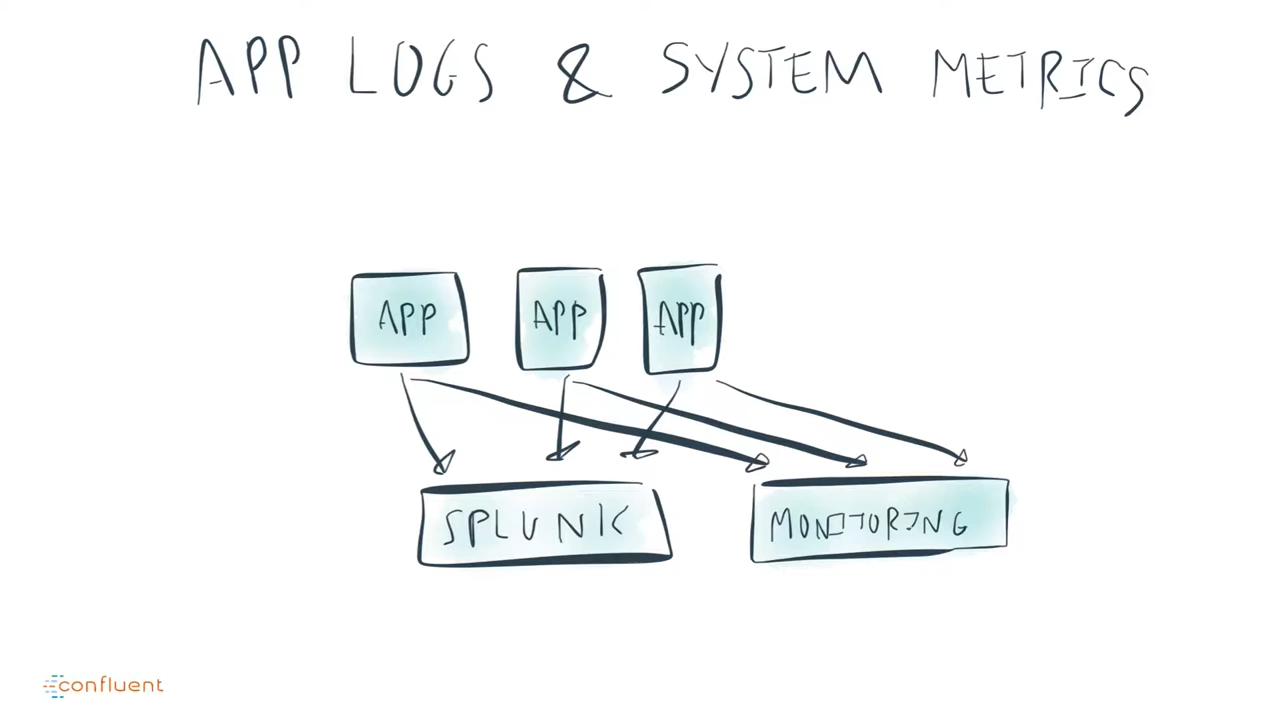 APP LOGS & SYSTEM METRICS
APP APP APP
SPLUNK MONITORING
confluent